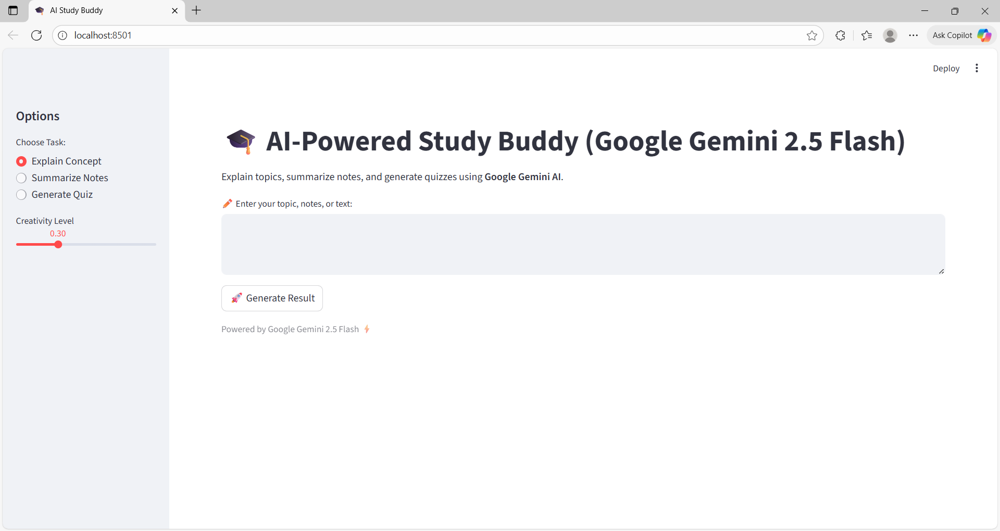 AI Study Buddy
localhost:8501
Ask Copilot
Deploy
Options
Choose Task:
Explain Concept
Summarize Notes
Generate Quiz
Creativity Level
0.30
AI-Powered Study Buddy (Google Gemini 2.5 Flash)
Explain topics, summarize notes, and generate quizzes using Google Gemini AI.
Enter your topic, notes, or text:
Generate Result
Powered by Google Gemini 2.5 Flash